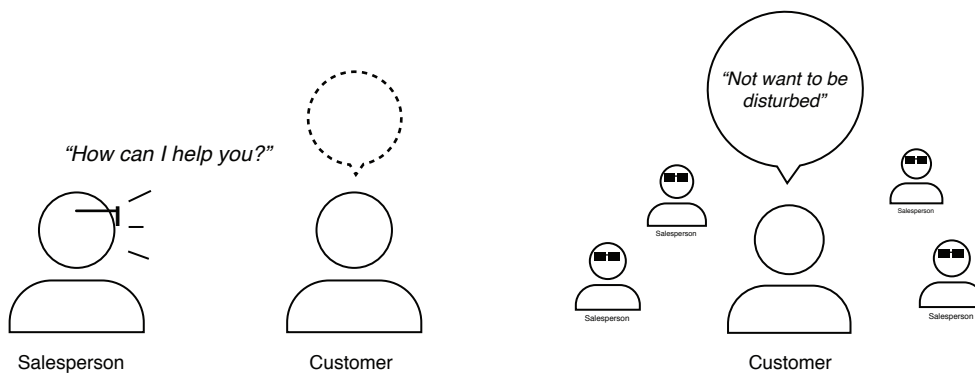 “How can I help you?”
Salesperson
Customer
“Not want to be
disturbed”
Salesperson
Salesperson
Salesperson
Salesperson
Customer